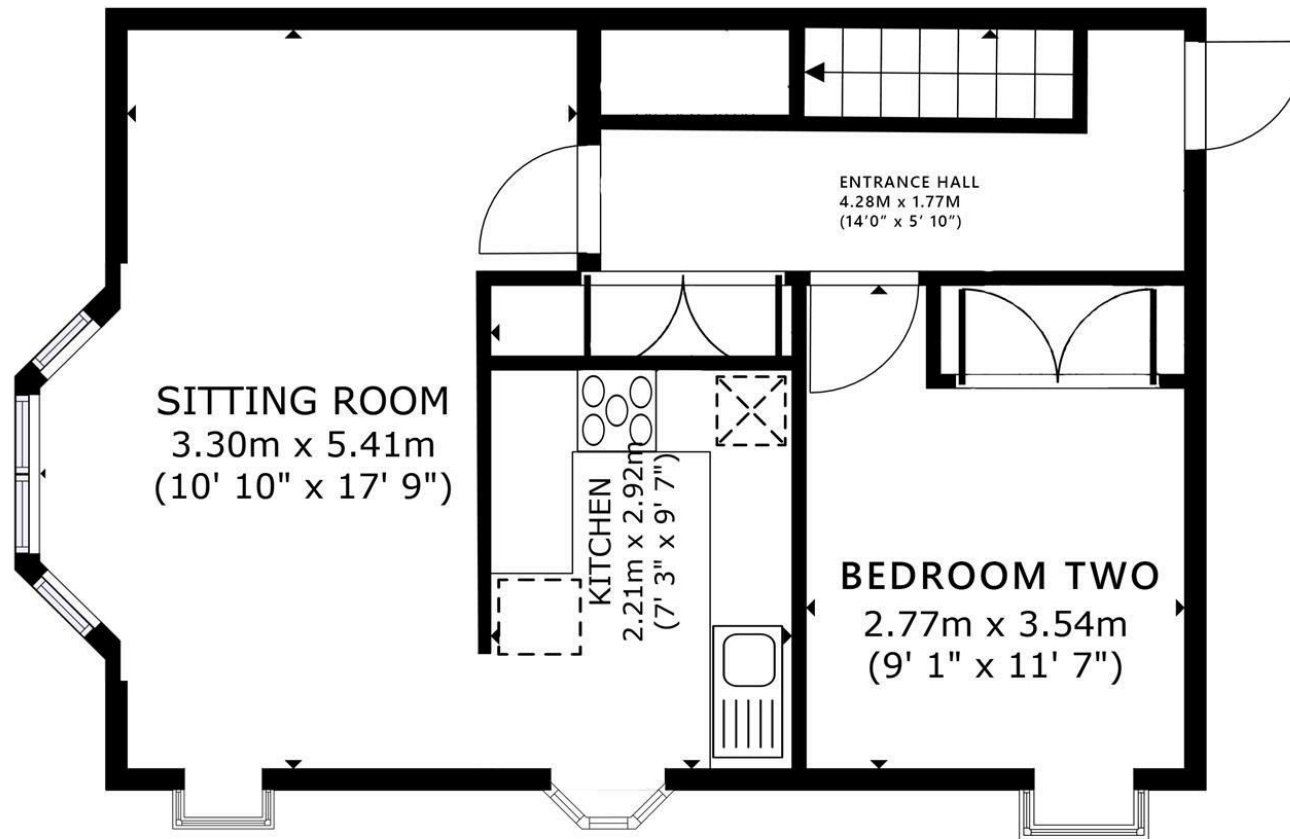 ENTRANCE HALL
4.28M x 1.77M
(14'0" x 5' 10")
SITTING ROOM
3.30m x 5.41m
(10' 10" x 17' 9")
KITCHEN
2.21m x 2.92m
(7' 3" x 9' 7")
BEDROOM TWO
2.77m x 3.54m
(9' 1" x 11' 7")